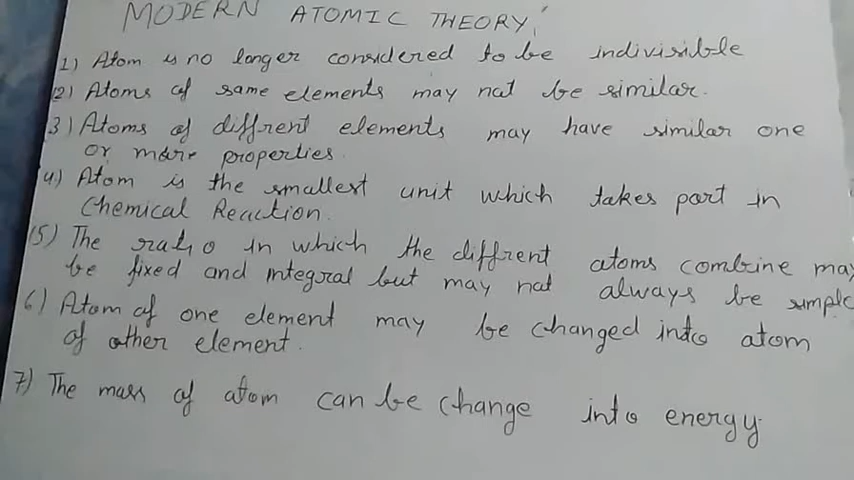 MODERN ATOMIC THEORY!
1) Atom is no longer considered to be indivisible
2) Atoms of same elements may not be similar.
3) Atoms of diffrent elements may have similar one
or more properties.
4.) Atom is the smallest unit which takes part in
Chemical Reaction.
(5) The ratio in which the diffrent atoms combine may
be fixed and integral but may not always be simple
6) Atom of one element may be changed into atom
of other element.
7) The mass of atom can be change into energy.